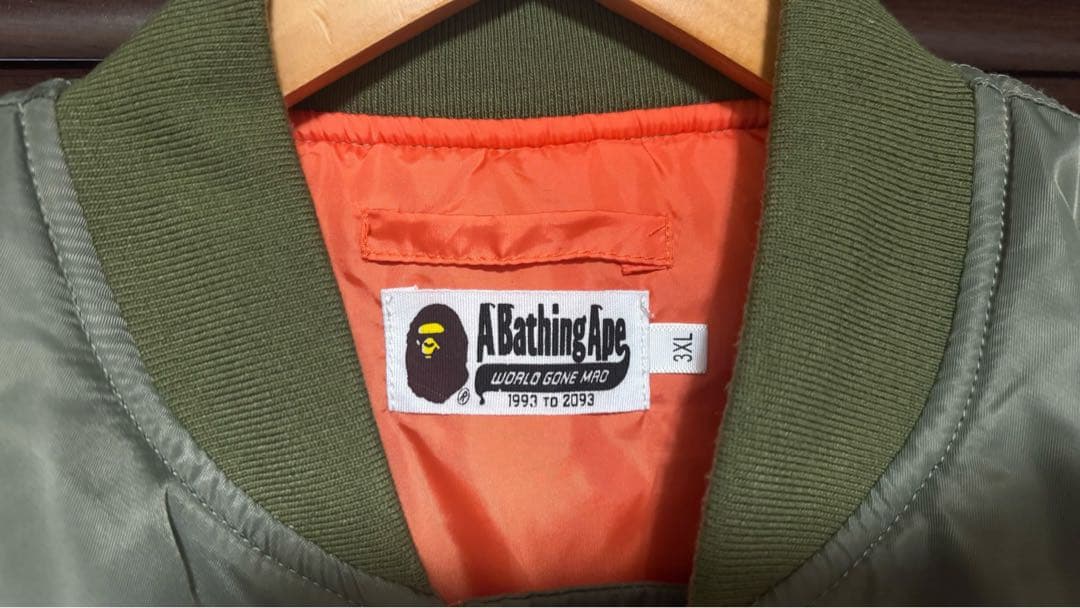 A Bathing Ape
WORLD GONE MAD
1993 TO 2093
3XL